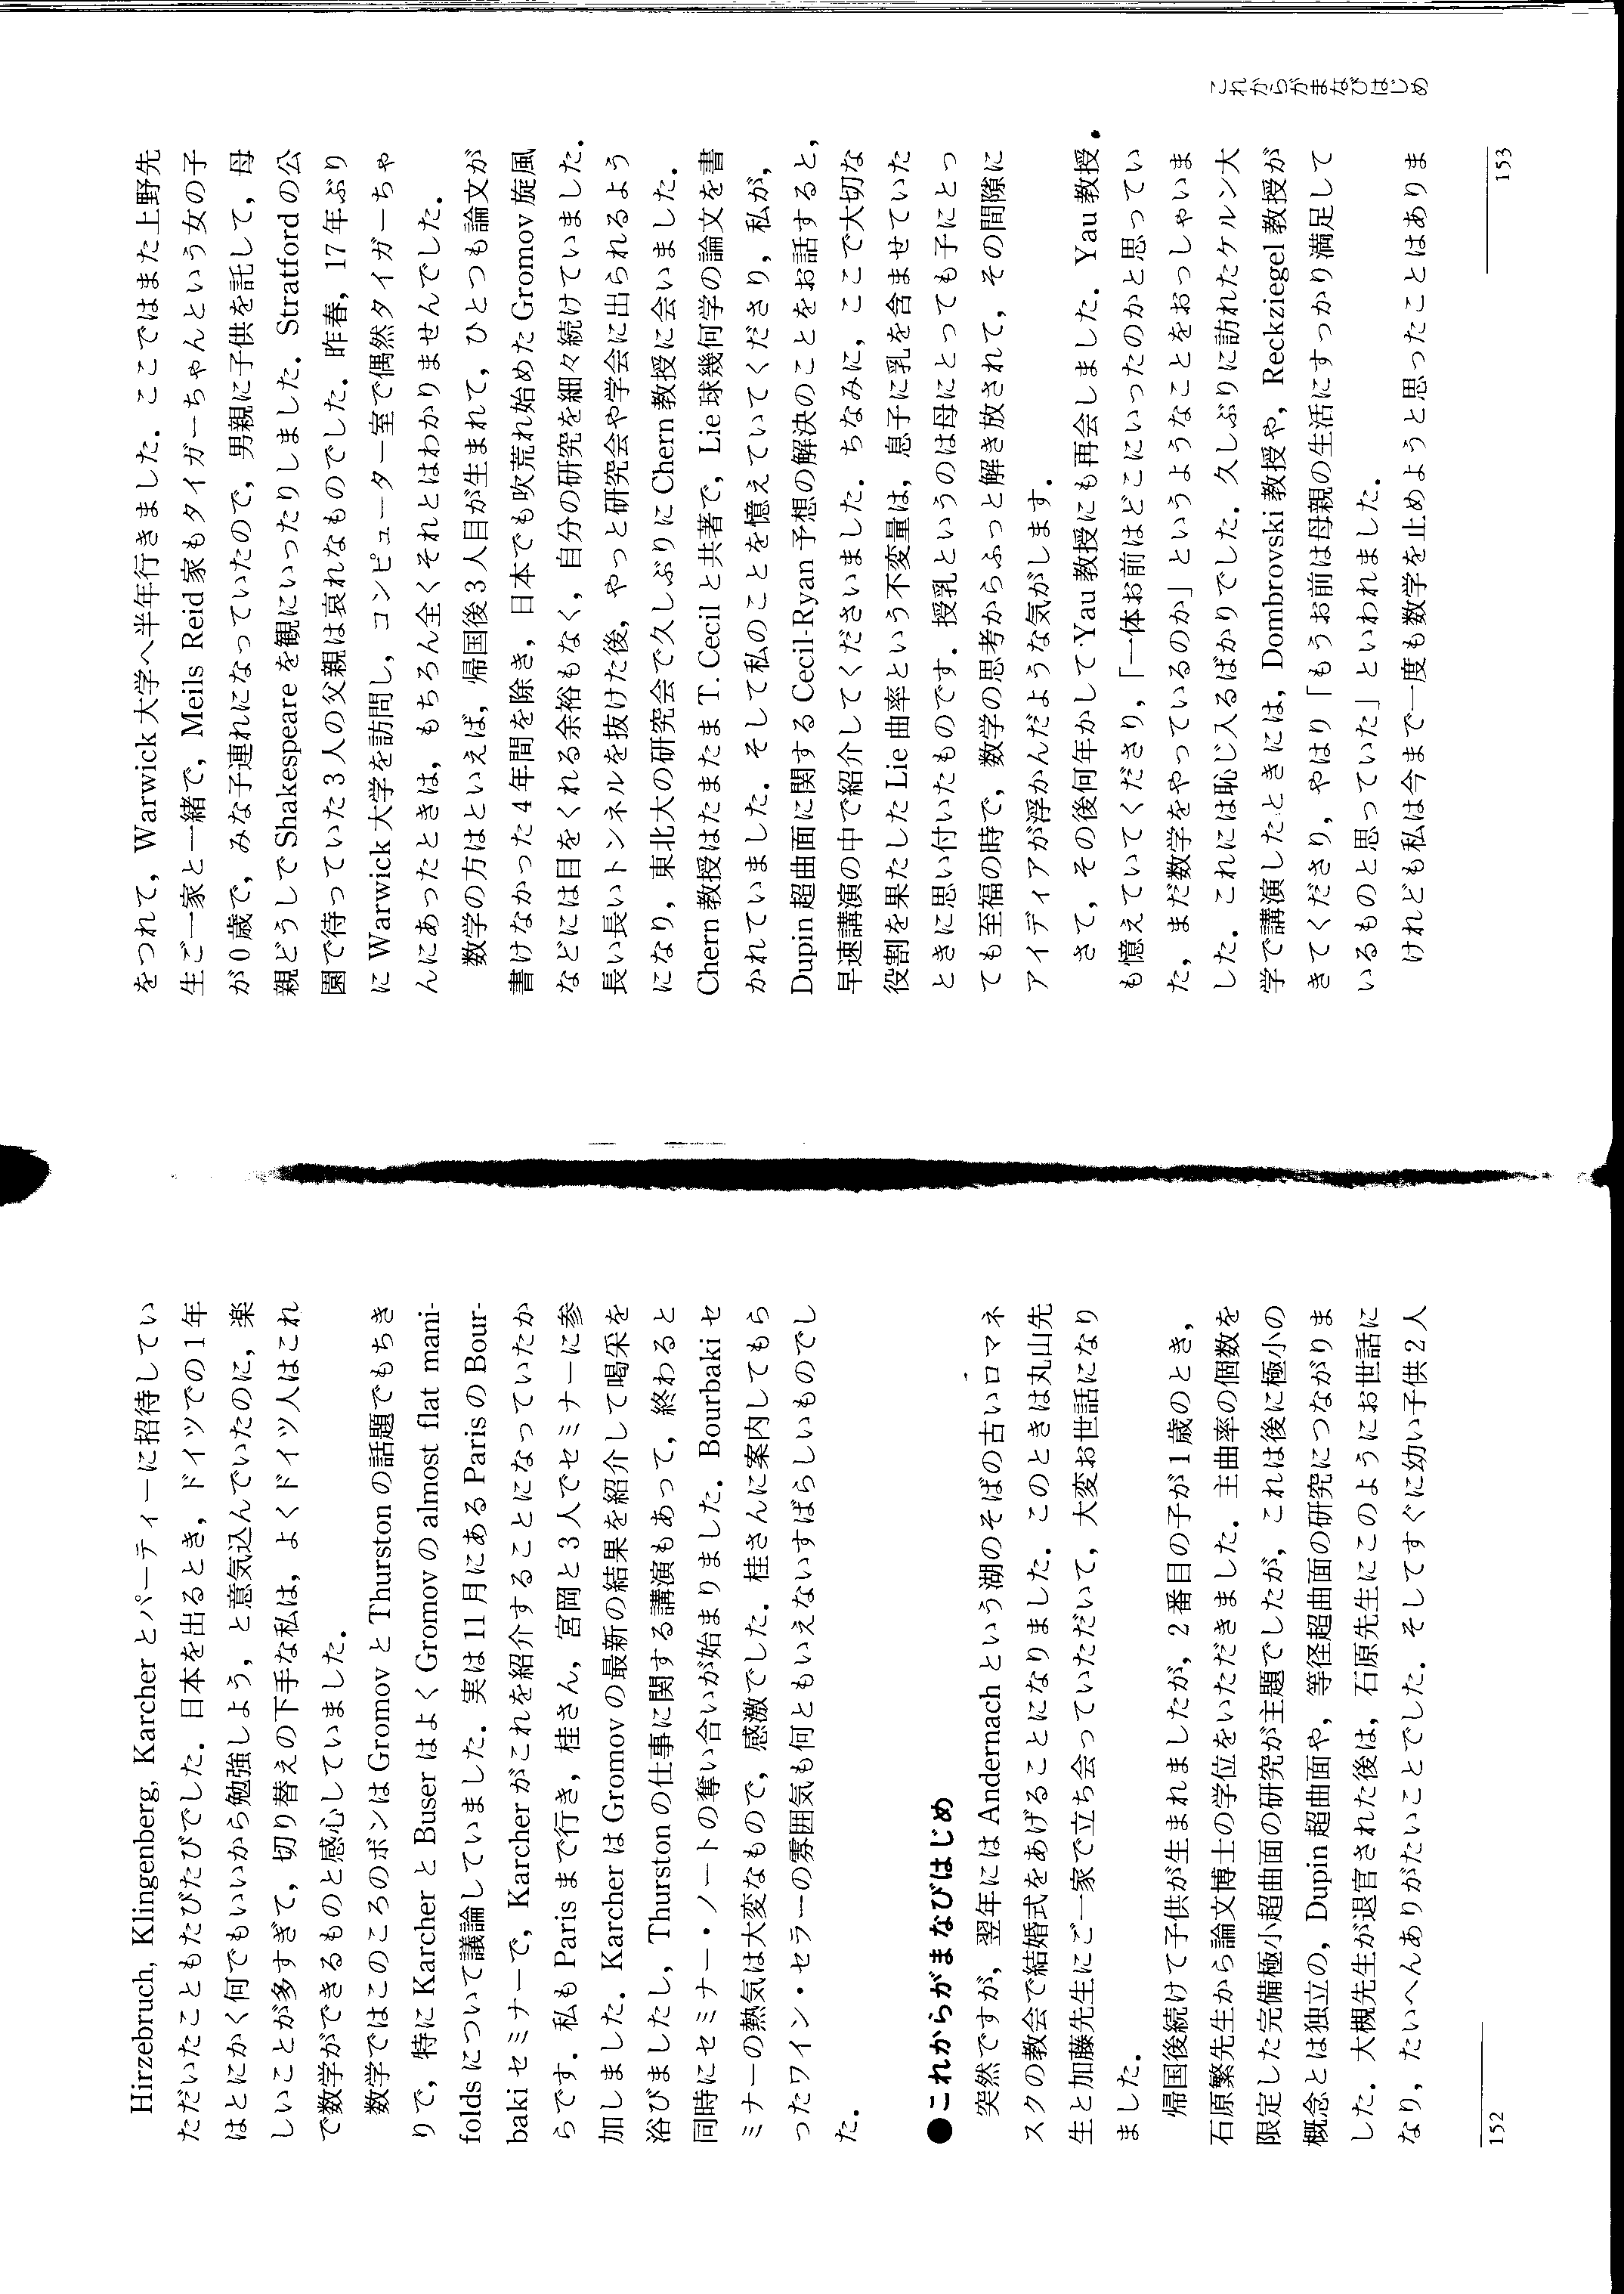 Hirzebruch, Klingenberg, Karcher とパーティーに招待してい
ただいたこともたびたびでした．日本を出るとき，ドイツでの1年
はとにかく何でもいいから勉強しよう，と意気込んでいたのに，楽
しいことが多すぎて，切り替えの下手な私は，よくドイツ人はこれ
で数学ができるものと感心していました．
数学ではこのころのボンは Gromov と Thurston の話題でもちき
りで，特に Karcher と Buser はよく Gromov の almost flat mani-
folds について議論していました．実は 11 月にある Paris の Bour-
baki セミナーで，Karcher がこれを紹介することになっていたか
らです．私も Paris まで行き，桂さん，宮岡と3人でセミナーに参
加しました．Karcher は Gromov の最新の結果を紹介して喝采を
浴びましたし，Thurston の仕事に関する講演もあって，終わると
同時にセミナー・ノートの奪い合いが始まりました．Bourbaki セ
ミナーの熱気は大変なもので，感激でした．桂さんに案内してもら
ったワイン・セラーの雰囲気も何ともいえないすばらしいものでし
た．
●これからがまなびはじめ
突然ですが，翌年には Andernach という湖のそばの古いロマネ
スクの教会で結婚式をあげることになりました．このときは丸山先
生と加藤先生にご一家で立ち会っていただいて，大変お世話になり
ました．
帰国後続けて子供が生まれましたが，2 番目の子が1歳のとき，
石原繁先生から論文博士の学位をいただきました．主曲率の個数を
限定した完備極小超曲面の研究が主題でしたが，これは後に極小の
概念とは独立の，Dupin 超曲面や，等径超曲面の研究につながりま
した．大槻先生が退官された後は，石原先生にこのようにお世話に
なり，たいへんありがたいことでした．そしてすぐに幼い子供2人
152
をつれて，Warwick 大学へ半年行きました．ここではまた上野先
生ご一家と一緒で，Meils Reid 家もタイガーちゃんという女の子
が0歳で，みな子連れになっていたので，男親に子供を託して，母
親どうしで Shakespeare を観にいったりしました．Stratford の公
園で待っていた3人の父親は哀れなものでした．昨春，17 年ぶり
に Warwick 大学を訪問し，コンピューター室で偶然タイガーちゃ
んにあったときは，もちろん全くそれとはわかりませんでした．
数学の方はといえば，帰国後3人目が生まれて，ひとつも論文が
書けなかった4年間を除き，日本でも吹荒れ始めた Gromov 旋風
などには目をくれる余裕もなく，自分の研究を細々続けていました．
長い長いトンネルを抜けた後，やっと研究会や学会に出られるよう
になり，東北大の研究会で久しぶりに Chern 教授に会いました．
Chern 教授はたまたま T. Cecil と共著で，Lie 球幾何学の論文を書
かれていました．そして私のことを憶えていてくださり，私が，
Dupin 超曲面に関する Cecil-Ryan 予想の解決のことをお話すると，
早速講演の中で紹介してくださいました．ちなみに，ここで大切な
役割を果たした Lie 曲率という不変量は，息子に乳を含ませていた
ときに思い付いたものです．授乳というのは母にとっても子にとっ
ても至福の時で，数学の思考からふっと解き放されて，その間隙に
アイディアが浮かんだような気がします．
さて，その後何年かして Yau 教授にも再会しました．Yau 教授．
も憶えていてくださり，「一体お前はどこにいったのかと思ってい
た，まだ数学をやっているのか」というようなことをおっしゃいま
した．これには恥じ入るばかりでした．久しぶりに訪れたケルン大
学で講演したときには，Dombrovski 教授や，Reckziegel 教授が
きてくださり，やはり「もうお前は母親の生活にすっかり満足して
いるものと思っていた」といわれました．
けれども私は今まで一度も数学を止めようと思ったことはありま
これからがまなびはじめ
153